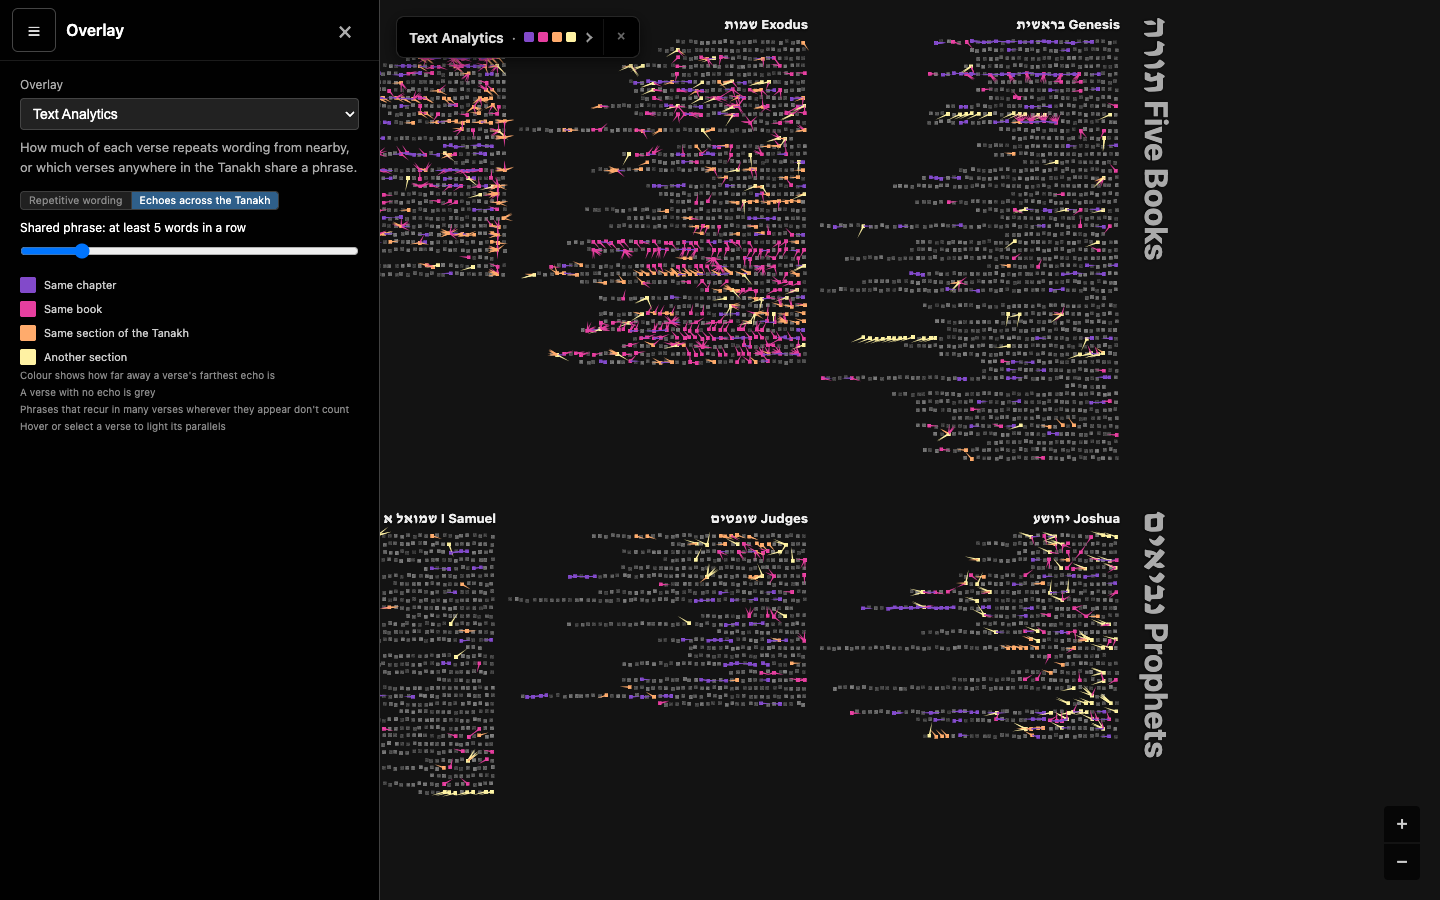 Overlay
Overlay
Text Analytics
How much of each verse repeats wording from nearby,
or which verses anywhere in the Tanakh share a phrase.
Repetitive wording
Echoes across the Tanakh
Shared phrase: at least 5 words in a row
Same chapter
Same book
Same section of the Tanakh
Another section
Colour shows how far away a verse's farthest echo is
A verse with no echo is grey
Phrases that recur in many verses wherever they appear don't count
Hover or select a verse to light its parallels
Text Analytics ·
שמות Exodus
בראשית Genesis
תורה Five Books
שמואל א I Samuel
שופטים Judges
יהושע Joshua
נביאים Prophets
+
−